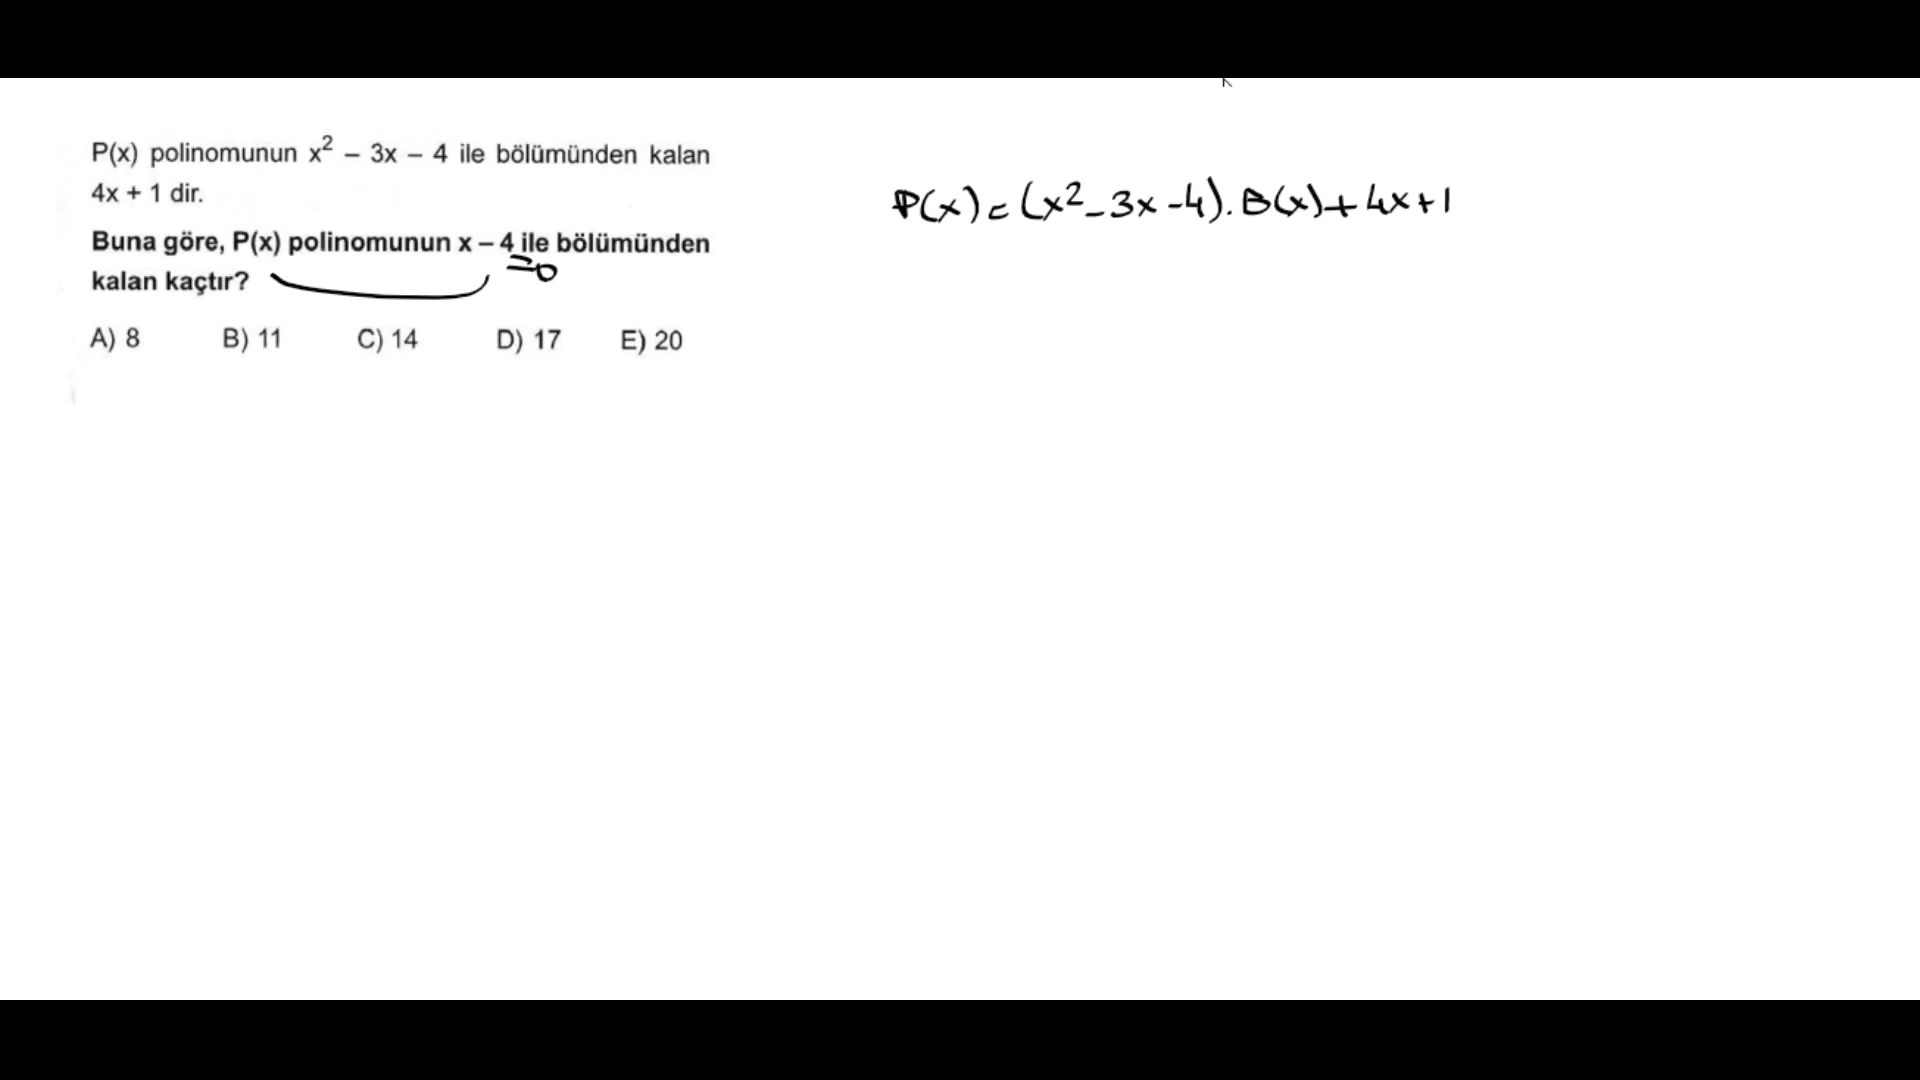 P(x) polinomunun x² – 3x – 4 ile bölümünden kalan
4x + 1 dir.
Buna göre, P(x) polinomunun x – 4 ile bölümünden
=0
kalan kaçtır?
A) 8 B) 11 C) 14 D) 17 E) 20
P(x) = (x² - 3x - 4) . B(x) + 4x + 1